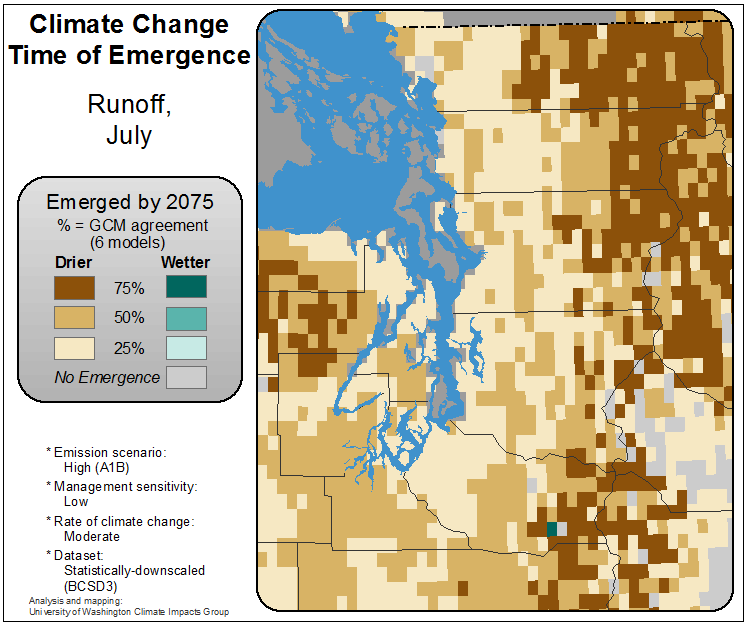 Climate Change
Time of Emergence
Runoff,
July
Emerged by 2075
% = GCM agreement
(6 models)
Drier Wetter
75%
50%
25%
No Emergence
* Emission scenario:
High (A1B)
* Management sensitivity:
Low
* Rate of climate change:
Moderate
* Dataset:
Statistically-downscaled
(BCSD3)
Analysis and mapping:
University of Washington Climate Impacts Group